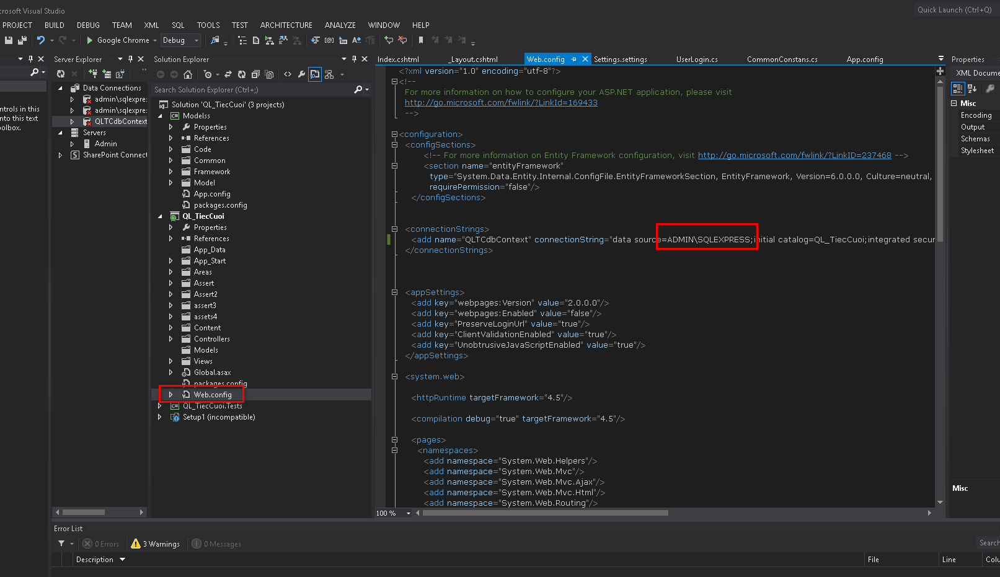 crosoft Visual Studio
Quick Launch (Ctrl+Q)
PROJECT BUILD DEBUG TEAM XML SQL TOOLS TEST ARCHITECTURE ANALYZE WINDOW HELP
Google Chrome Debug
Server Explorer
Solution Explorer
Index.cshtml _Layout.cshtml Web.config Settings.settings UserLogin.cs CommonConstans.cs App.config
Properties
ntrols in this
nto this text
olbox.
Data Connections
admin\sqlexpre:
admin\sqlexpre:
QLTCdbContext
Servers
Admin
SharePoint Connect
Search Solution Explorer (Ctrl+;)
Solution 'QL_TiecCuoi' (3 projects)
Modelss
Properties
References
Code
Common
Framework
Model
App.config
packages.config
QL_TiecCuoi
Properties
References
App_Data
App_Start
Areas
Assert
Assert2
assert3
assets4
Content
Controllers
Models
Views
Global.asax
packages.config
Web.config
QL_TiecCuoi.Tests
Setup1 (incompatible)
<?xml version="1.0" encoding="utf-8"?>
<!--
For more information on how to configure your ASP.NET application, please visit
http://go.microsoft.com/fwlink/?LinkId=169433
-->
<configuration>
<configSections>
<!-- For more information on Entity Framework configuration, visit http://go.microsoft.com/fwlink/?LinkID=237468 -->
<section name="entityFramework"
type="System.Data.Entity.Internal.ConfigFile.EntityFrameworkSection, EntityFramework, Version=6.0.0.0, Culture=neutral,
requirePermission="false"/>
</configSections>
<connectionStrings>
<add name="QLTCdbContext" connectionString="data source=ADMIN\SQLEXPRESS;initial catalog=QL_TiecCuoi;integrated secur
</connectionStrings>
<appSettings>
<add key="webpages:Version" value="2.0.0.0"/>
<add key="webpages:Enabled" value="false"/>
<add key="PreserveLoginUrl" value="true"/>
<add key="ClientValidationEnabled" value="true"/>
<add key="UnobtrusiveJavaScriptEnabled" value="true"/>
</appSettings>
<system.web>
<httpRuntime targetFramework="4.5"/>
<compilation debug="true" targetFramework="4.5"/>
<pages>
<namespaces>
<add namespace="System.Web.Helpers"/>
<add namespace="System.Web.Mvc"/>
<add namespace="System.Web.Mvc.Ajax"/>
<add namespace="System.Web.Mvc.Html"/>
<add namespace="System.Web.Routing"/>
100 %
XML Docume
Misc
Encoding
Output
Schemas
Stylesheet
Misc
Error List
0 Errors 3 Warnings 0 Messages
Search
Description File Line Colu